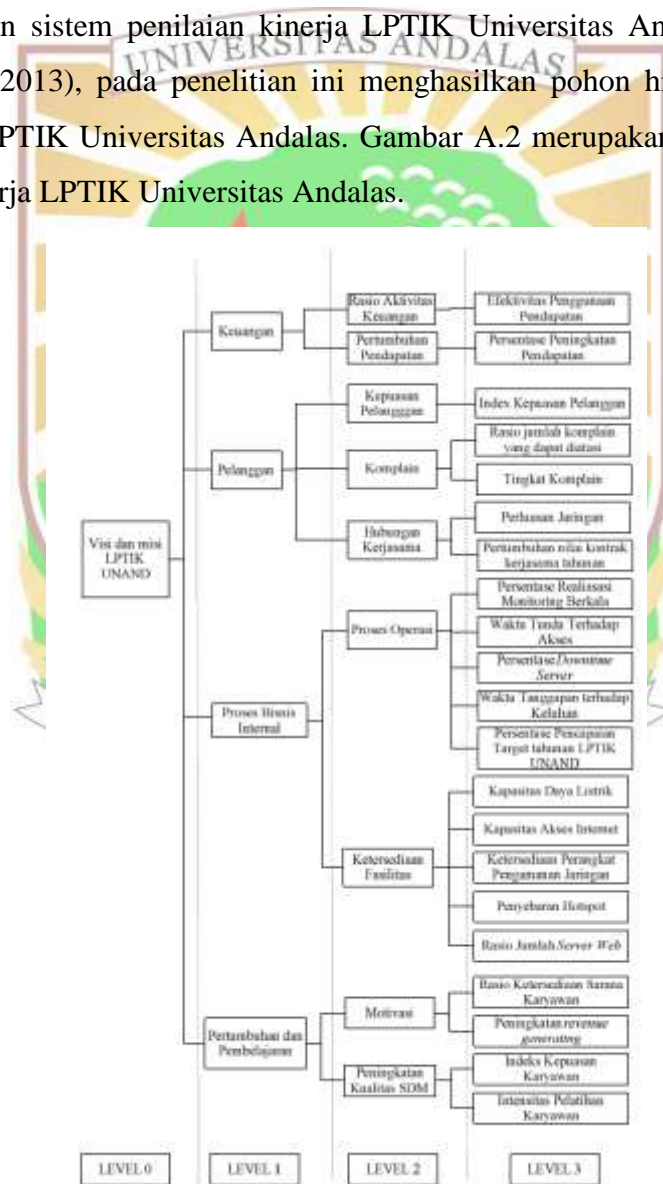 an sistem penilaian kinerja LPTIK Universitas An
UNIVERSITAS ANDALAS
2013), pada penelitian ini menghasilkan pohon hi
PTIK Universitas Andalas. Gambar A.2 merupakan
rja LPTIK Universitas Andalas.
Visi dan misi
LPTIK
UNAND
Keuangan
Rasio Aktivitas
Keuangan
Efektivitas Penggunaan
Pendapatan
Pertumbuhan
Pendapatan
Persentase Peningkatan
Pendapatan
Pelanggan
Kepuasan
Pelangggan
Index Kepuasan Pelanggan
Komplain
Rasio jumlah komplain
yang dapat diatasi
Tingkat Komplain
Hubungan
Kerjasama
Perluasan Jaringan
Pertumbuhan nilai kontrak
kerjasama tahunan
Proses Bisnis
Internal
Proses Operasi
Persentase Realiasasi
Monitoring Berkala
Waktu Tunda Terhadap
Akses
Persentase Downtime
Server
Waktu Tanggapan terhadap
Keluhan
Persentase Pencapaian
Target tahunan LPTIK
UNAND
Ketersediaan
Fasilitas
Kapasitas Daya Listrik
Kapasitas Akses Internet
Ketersediaan Perangkat
Pengamanan Jaringan
Penyebaran Hotspot
Rasio Jumlah Server Web
Pertumbuhan dan
Pembelajaran
Motivasi
Rasio Ketersediaan Sarana
Karyawan
Peningkatan revenue
generating
Peningkatan
Kualitas SDM
Indeks Kepuasan
Karyawan
Intensitas Pelatihan
Karyawan
LEVEL 0
LEVEL 1
LEVEL 2
LEVEL 3